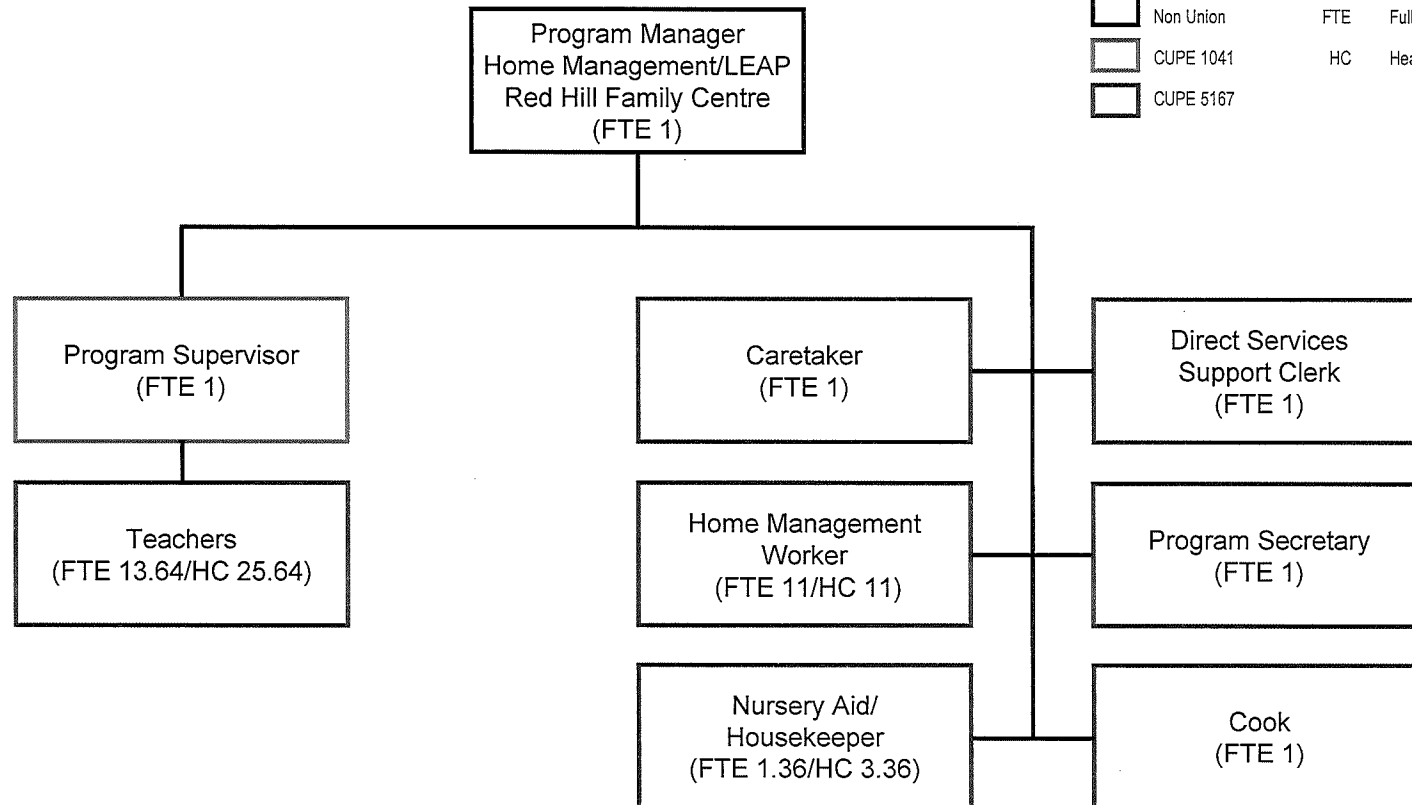 Program Manager
Home Management/LEAP
Red Hill Family Centre
(FTE 1)
Non Union FTE
CUPE 1041 HC
CUPE 5167
Program Supervisor
(FTE 1)
Caretaker
(FTE 1)
Direct Services
Support Clerk
(FTE 1)
Teachers
(FTE 13.64/HC 25.64)
Home Management
Worker
(FTE 11/HC 11)
Program Secretary
(FTE 1)
Nursery Aid/
Housekeeper
(FTE 1.36/HC 3.36)
Cook
(FTE 1)